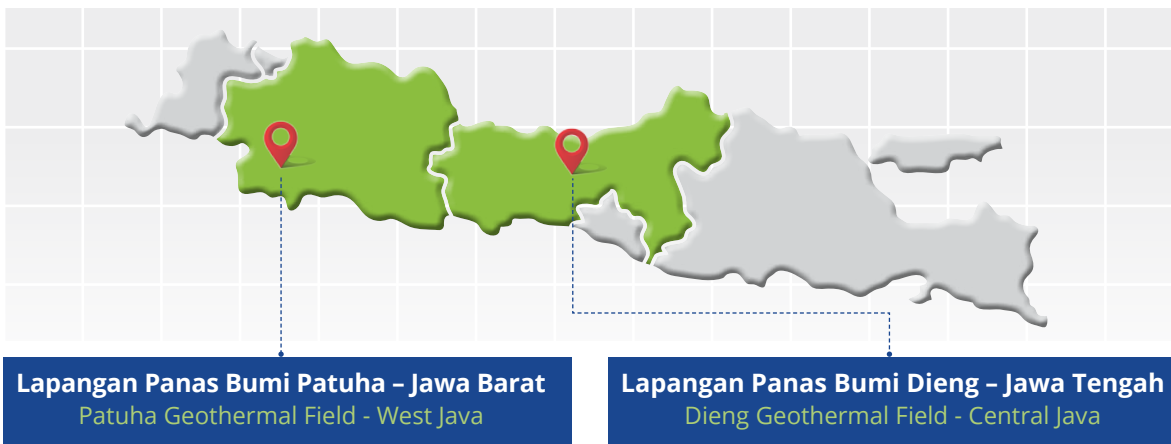 Lapangan Panas Bumi Patuha – Jawa Barat
Patuha Geothermal Field - West Java
Lapangan Panas Bumi Dieng – Jawa Tengah
Dieng Geothermal Field - Central Java